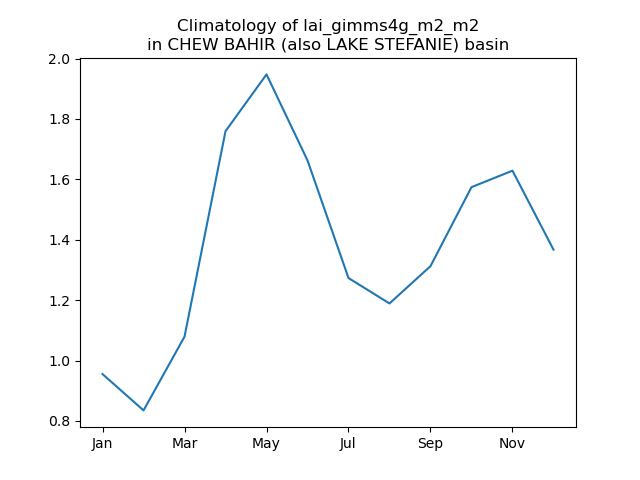 Climatology of lai_gimms4g_m2_m2
in CHEW BAHIR (also LAKE STEFANIE) basin
2.0
1.8
1.6
1.4
1.2
1.0
0.8
Jan Mar May Jul Sep Nov